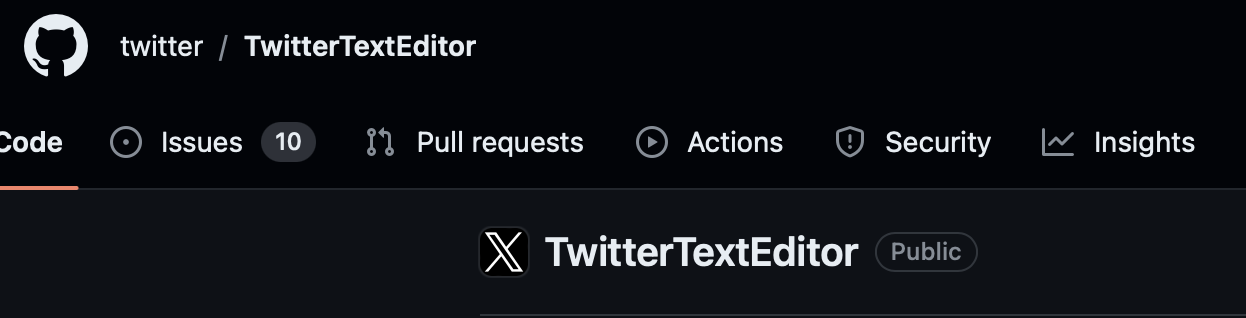 twitter / TwitterTextEditor
Code Issues 10 Pull requests Actions Security Insights
TwitterTextEditor Public